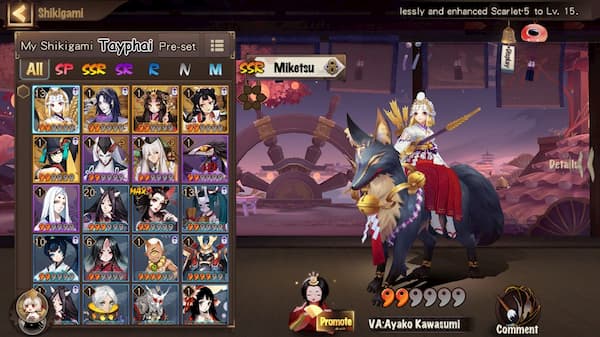 Shikigami
lessly and enhanced Scarlet·5 to Lv. 15.
My Shikigami Tayphai Pre-set
All SP SSR SR R N M
SSR Miketsu
Display
Details
MAX
20
13
10
6
Promote
VA:Ayako Kawasumi
Comment